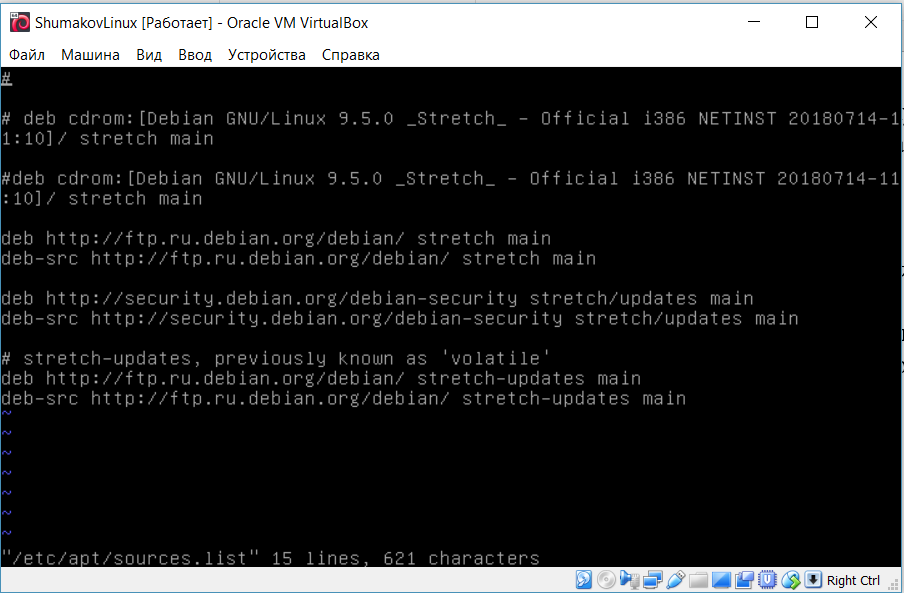 ShumakovLinux [Работает] - Oracle VM VirtualBox
Файл Машина Вид Ввод Устройства Справка
#
# deb cdrom:[Debian GNU/Linux 9.5.0 _Stretch_ - Official i386 NETINST 20180714-1
1:10]/ stretch main
#deb cdrom:[Debian GNU/Linux 9.5.0 _Stretch_ - Official i386 NETINST 20180714-11
:10]/ stretch main
deb http://ftp.ru.debian.org/debian/ stretch main
deb-src http://ftp.ru.debian.org/debian/ stretch main
deb http://security.debian.org/debian-security stretch/updates main
deb-src http://security.debian.org/debian-security stretch/updates main
# stretch-updates, previously known as 'volatile'
deb http://ftp.ru.debian.org/debian/ stretch-updates main
deb-src http://ftp.ru.debian.org/debian/ stretch-updates main
~
~
~
~
~
~
~
"/etc/apt/sources.list" 15 lines, 621 characters
Right Ctrl